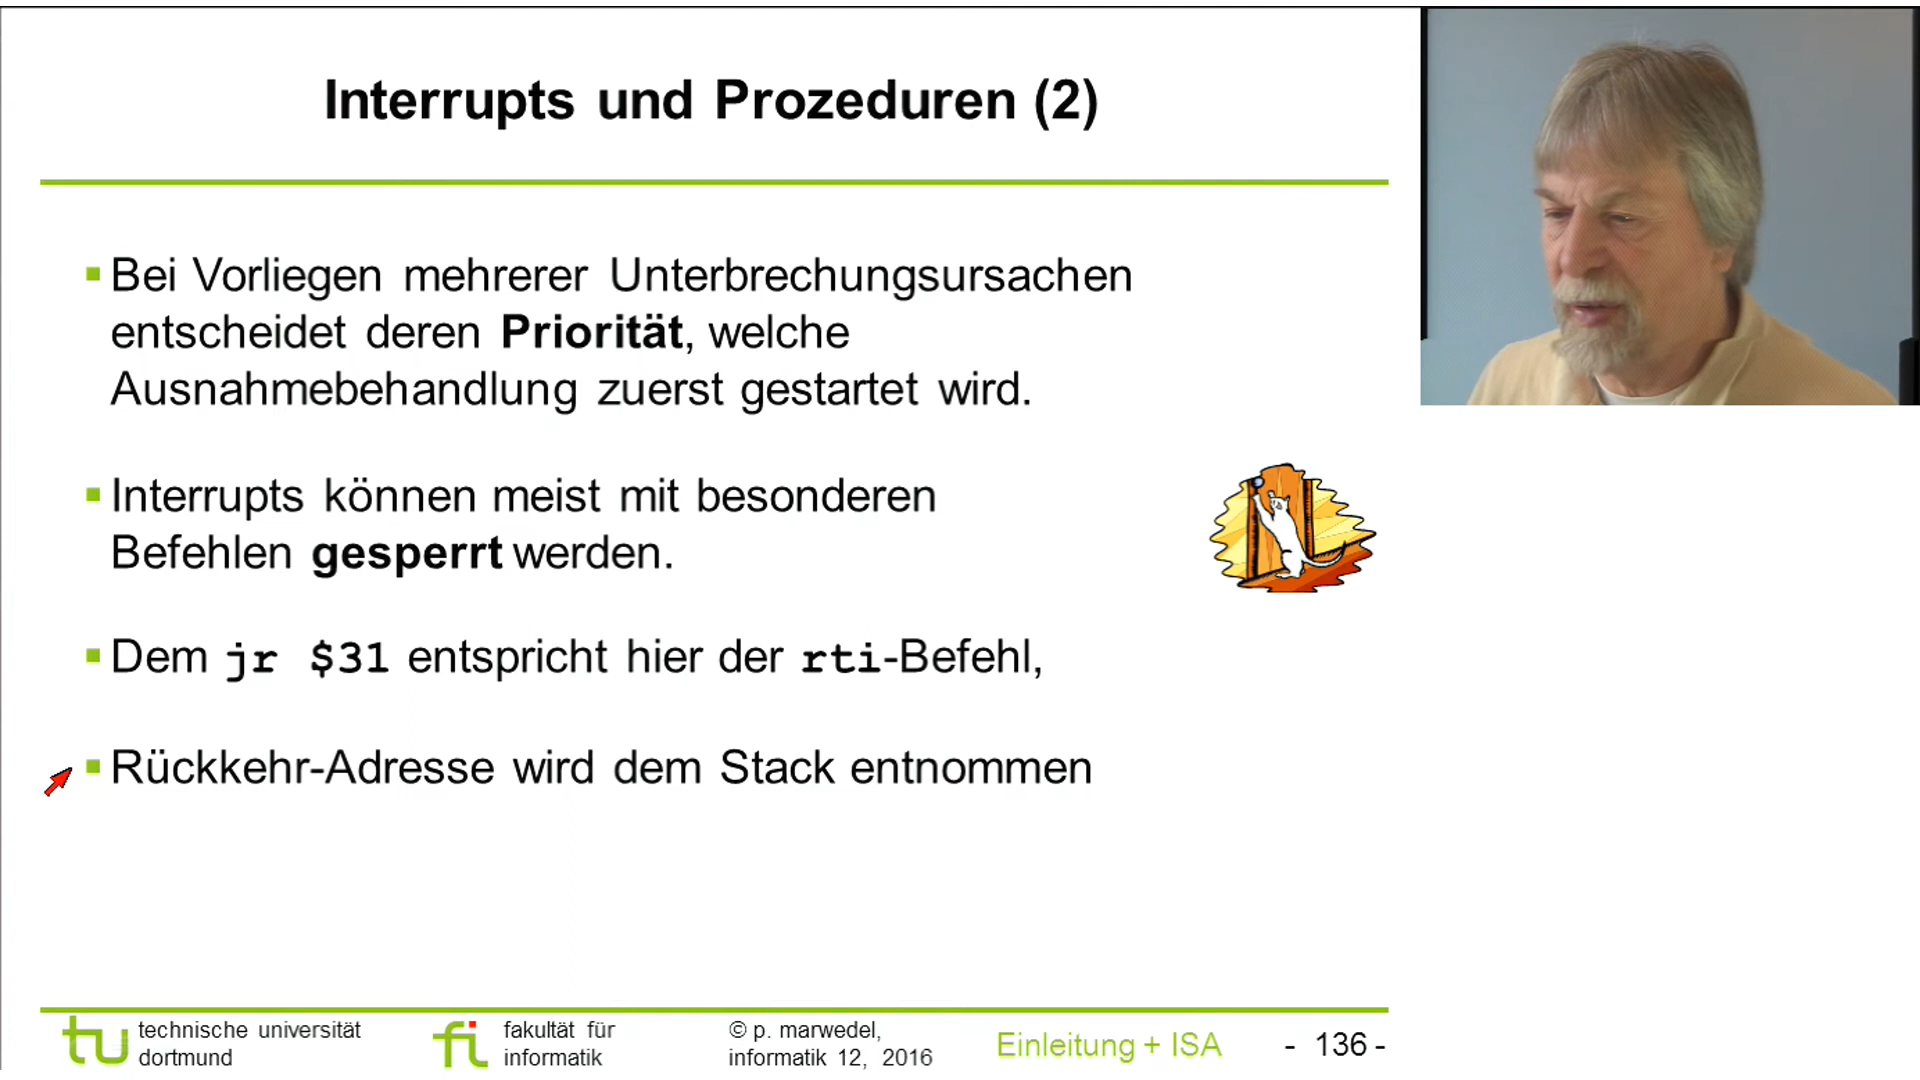 Interrupts und Prozeduren (2)
Bei Vorliegen mehrerer Unterbrechungsursachen
entscheidet deren Priorität, welche
Ausnahmebehandlung zuerst gestartet wird.
Interrupts können meist mit besonderen
Befehlen gesperrt werden.
Dem jr $31 entspricht hier der rti-Befehl,
Rückkehr-Adresse wird dem Stack entnommen
tu technische universität
dortmund
fi fakultät für
informatik
© p. marwedel,
informatik 12, 2016
Einleitung + ISA
- 136 -